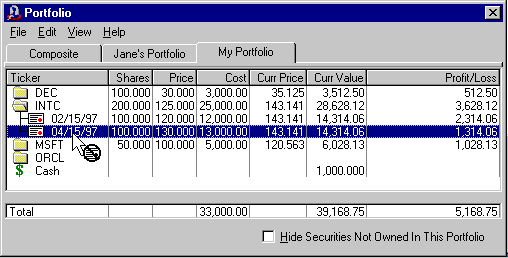 Portfolio
File Edit View Help
Composite Jane's Portfolio My Portfolio
Ticker Shares Price Cost Curr Price Curr Value Profit/Loss
DEC 100.000 30.000 3,000.00 35.125 3,512.50 512.50
INTC 200.000 125.000 25,000.00 143.141 28,628.12 3,628.12
02/15/97 100.000 120.000 12,000.00 143.141 14,314.06 2,314.06
04/15/97 100.000 130.000 13,000.00 143.141 14,314.06 1,314.06
MSFT 50.000 100.000 5,000.00 120.563 6,028.13 1,028.13
ORCL
$ Cash 1,000.000
Total 33,000.00 39,168.75 5,168.75
Hide Securities Not Owned In This Portfolio